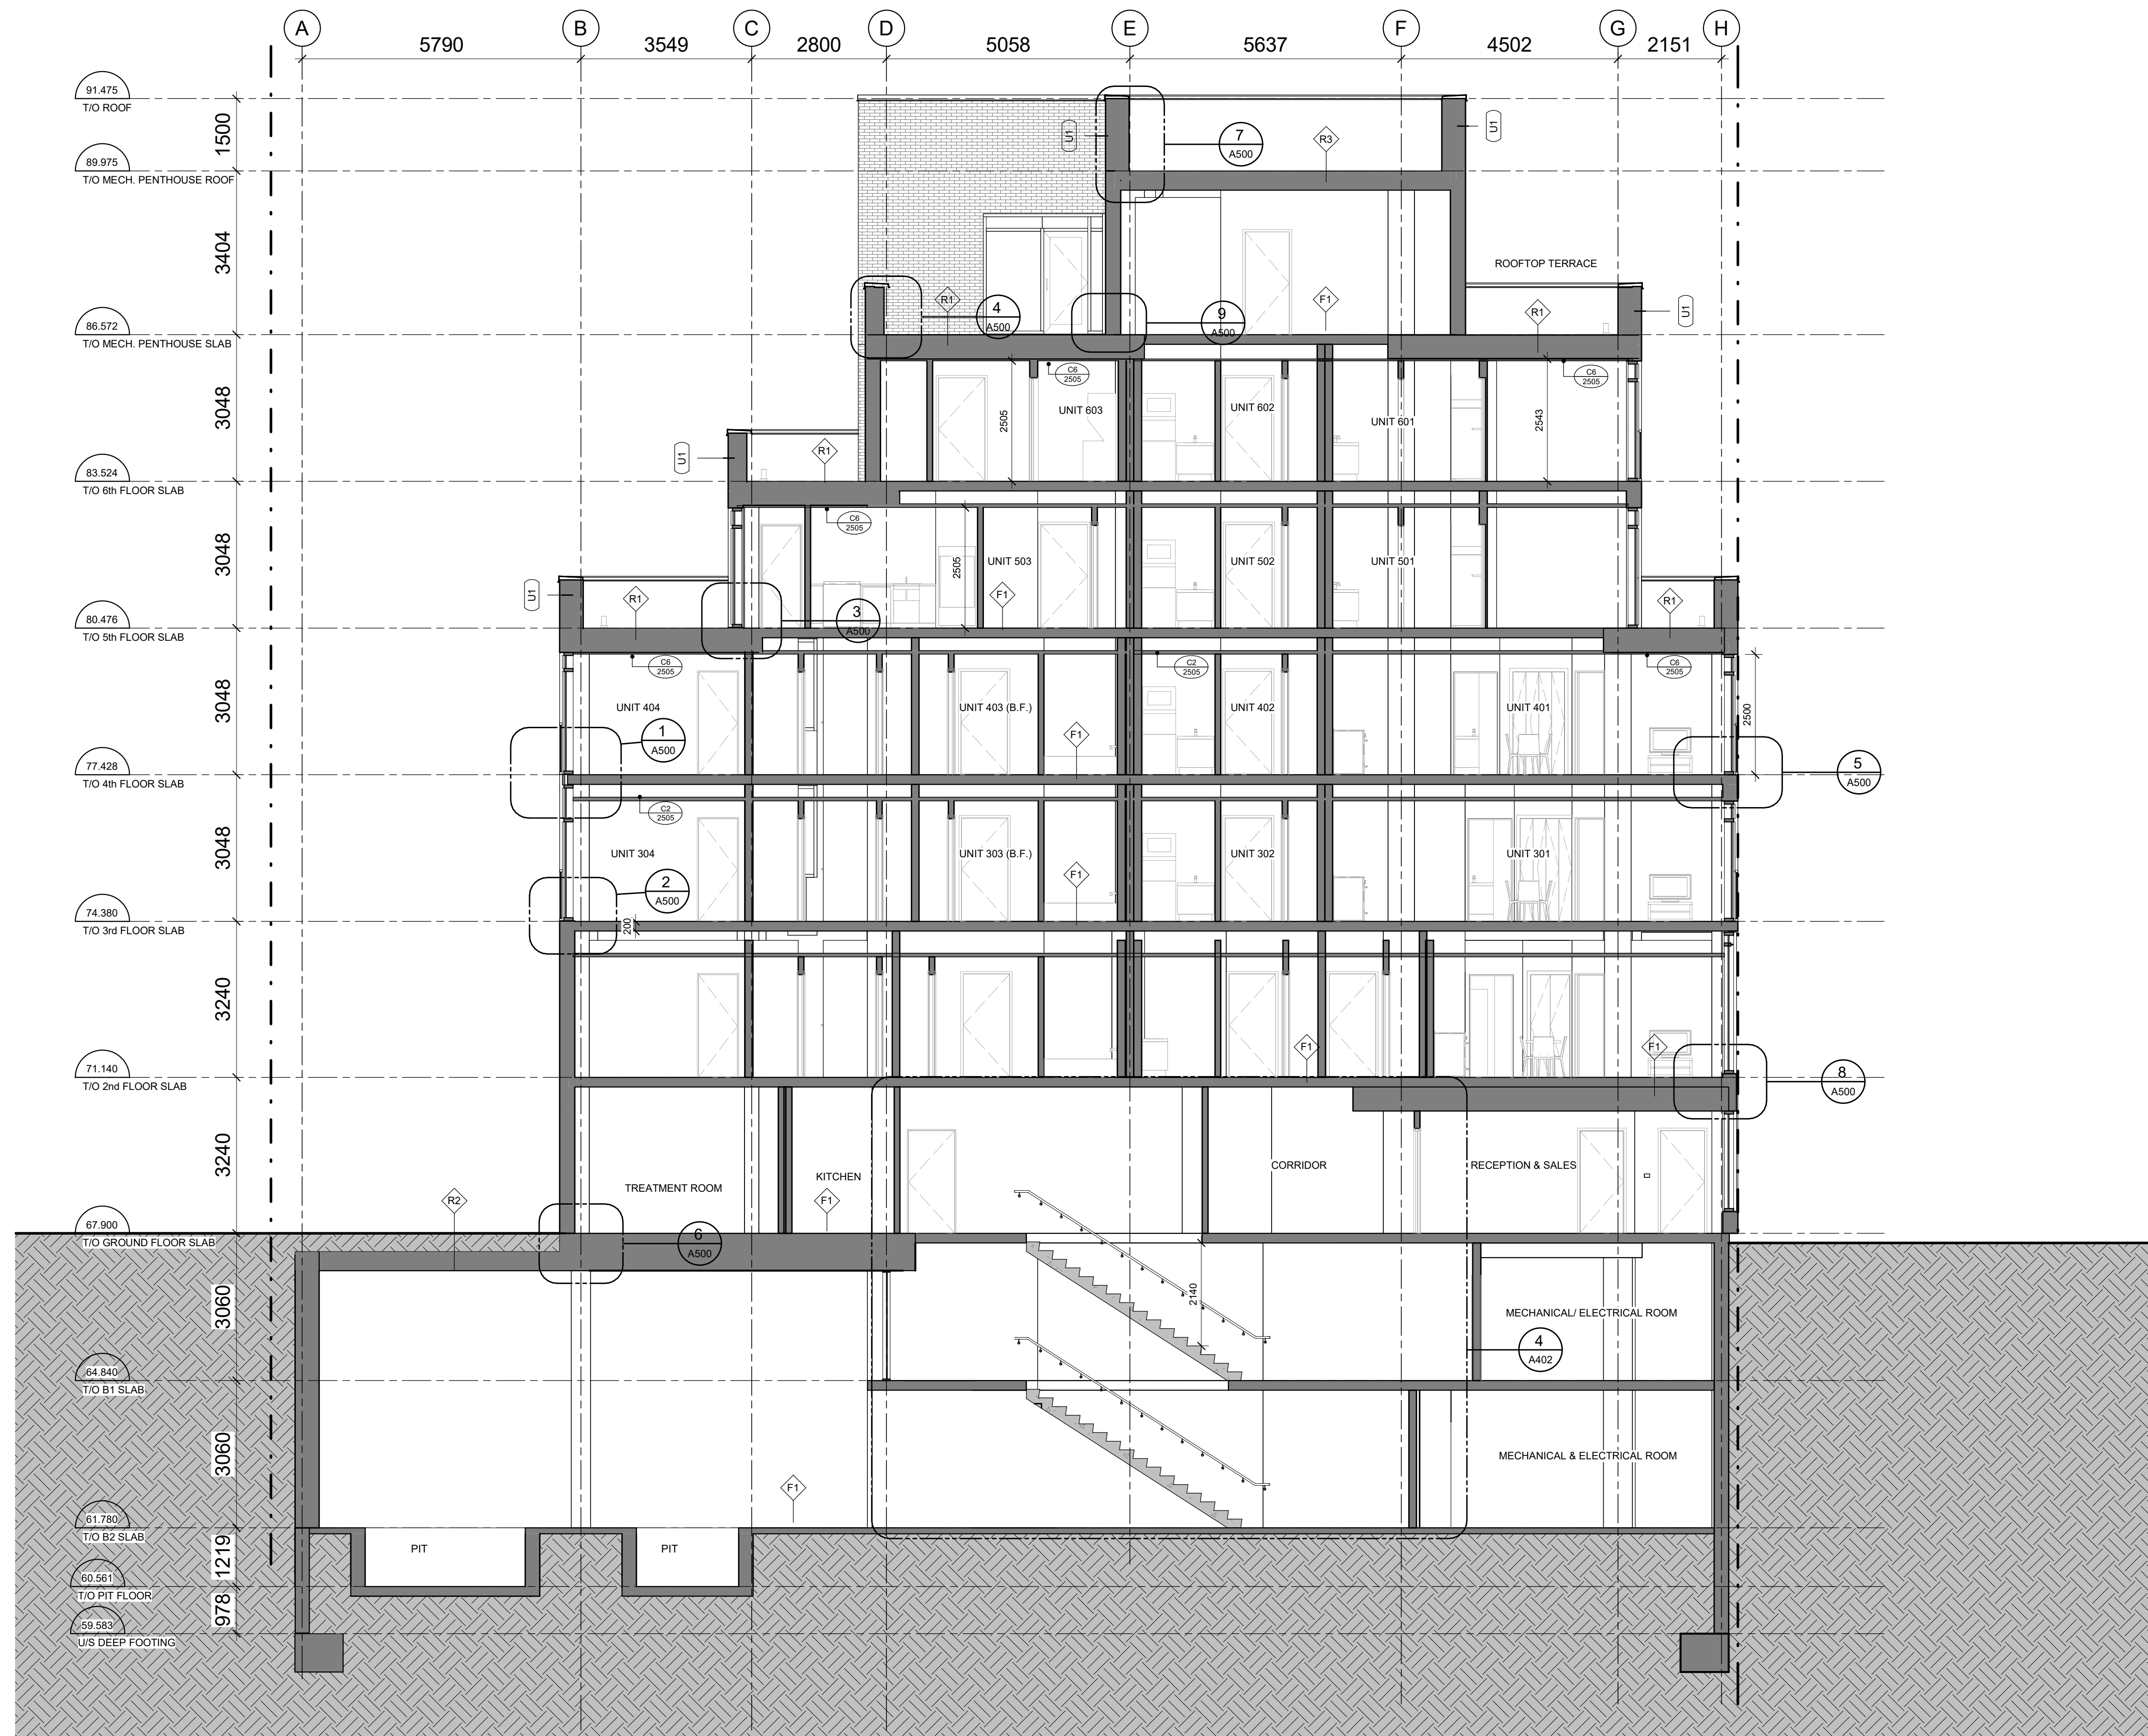 A
B
C
D
E
F
G
H
5790
3549
2800
5058
5637
4502
2151
91.475
T/O ROOF
1500
U1
7
A500
R3
U1
89.975
T/O MECH. PENTHOUSE ROOF
3404
ROOFTOP TERRACE
R1
4
A500
9
A500
F1
R1
U1
86.572
T/O MECH. PENTHOUSE SLAB
3048
C6
2505
C6
2505
2505
UNIT 603
UNIT 602
UNIT 601
2543
U1
R1
83.524
T/O 6th FLOOR SLAB
3048
C6
2505
2505
UNIT 503
UNIT 502
UNIT 501
U1
R1
F1
3
A500
R1
80.476
T/O 5th FLOOR SLAB
3048
C6
2505
C2
2505
C6
2505
UNIT 404
UNIT 403 (B.F.)
UNIT 402
UNIT 401
2500
1
A500
F1
5
A500
77.428
T/O 4th FLOOR SLAB
3048
C2
2505
UNIT 304
UNIT 303 (B.F.)
UNIT 302
UNIT 301
2
A500
F1
74.380
T/O 3rd FLOOR SLAB
200
3240
F1
F1
8
A500
71.140
T/O 2nd FLOOR SLAB
3240
TREATMENT ROOM
KITCHEN
CORRIDOR
RECEPTION & SALES
R2
F1
67.900
T/O GROUND FLOOR SLAB
6
A500
3060
2140
MECHANICAL/ ELECTRICAL ROOM
4
A402
64.840
T/O B1 SLAB
3060
MECHANICAL & ELECTRICAL ROOM
F1
61.780
T/O B2 SLAB
1219
PIT
PIT
60.561
T/O PIT FLOOR
978
59.583
U/S DEEP FOOTING